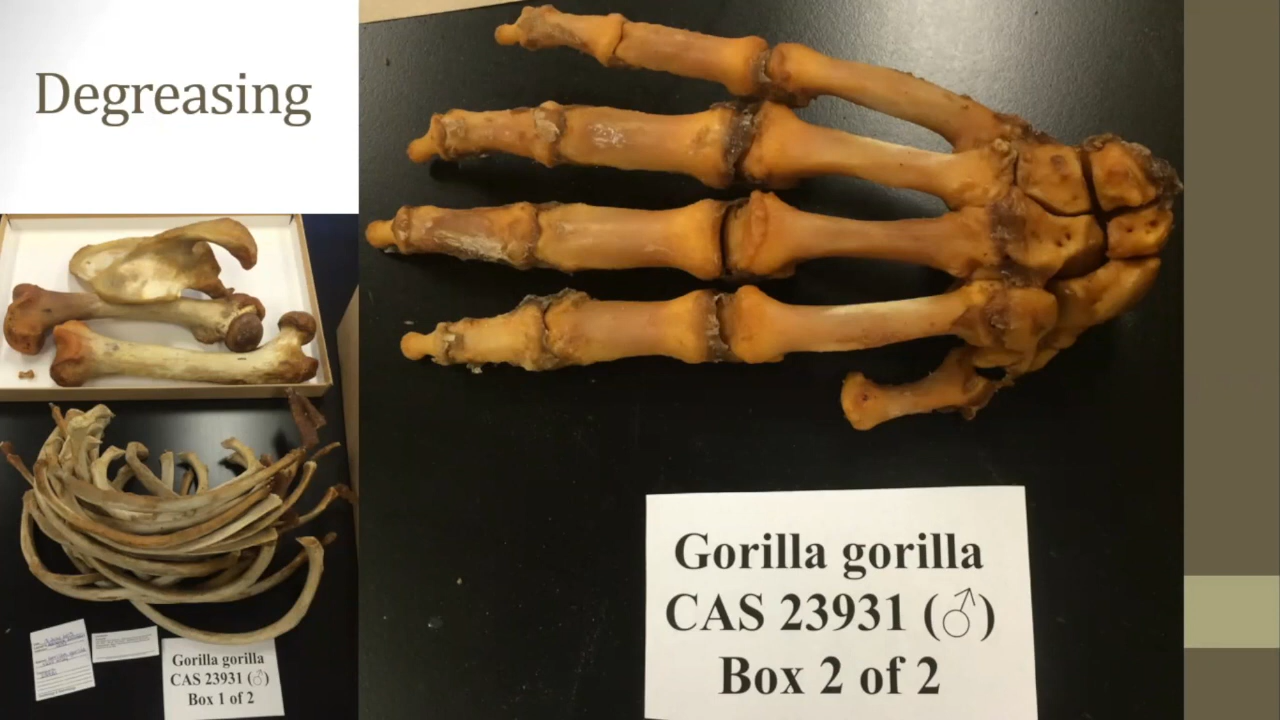 Degreasing
Gorilla gorilla
CAS 23931 (♂)
Box 1 of 2
Gorilla gorilla
CAS 23931 (♂)
Box 2 of 2